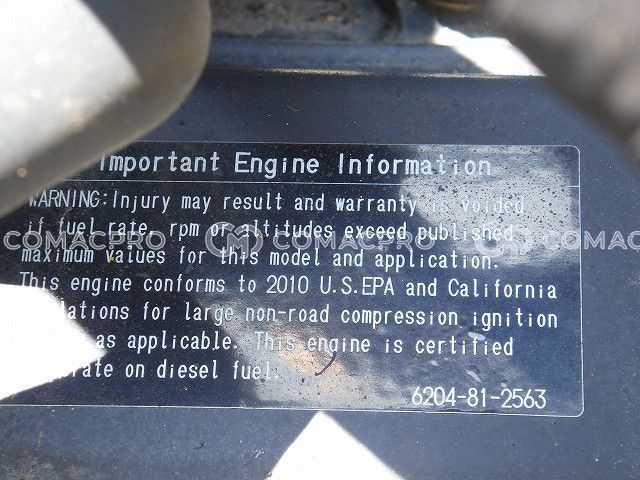 Important Engine Information
WARNING:Injury may result and warranty is voided
if fuel rate, rpm or altitudes exceed published
COMACPRO COMACPRO COMACPRO
maximum values for this model and application.
This engine conforms to 2010 U.S.EPA and California
lations for large non-road compression ignition
as applicable. This engine is certified
rate on diesel fuel.
6204-81-2563